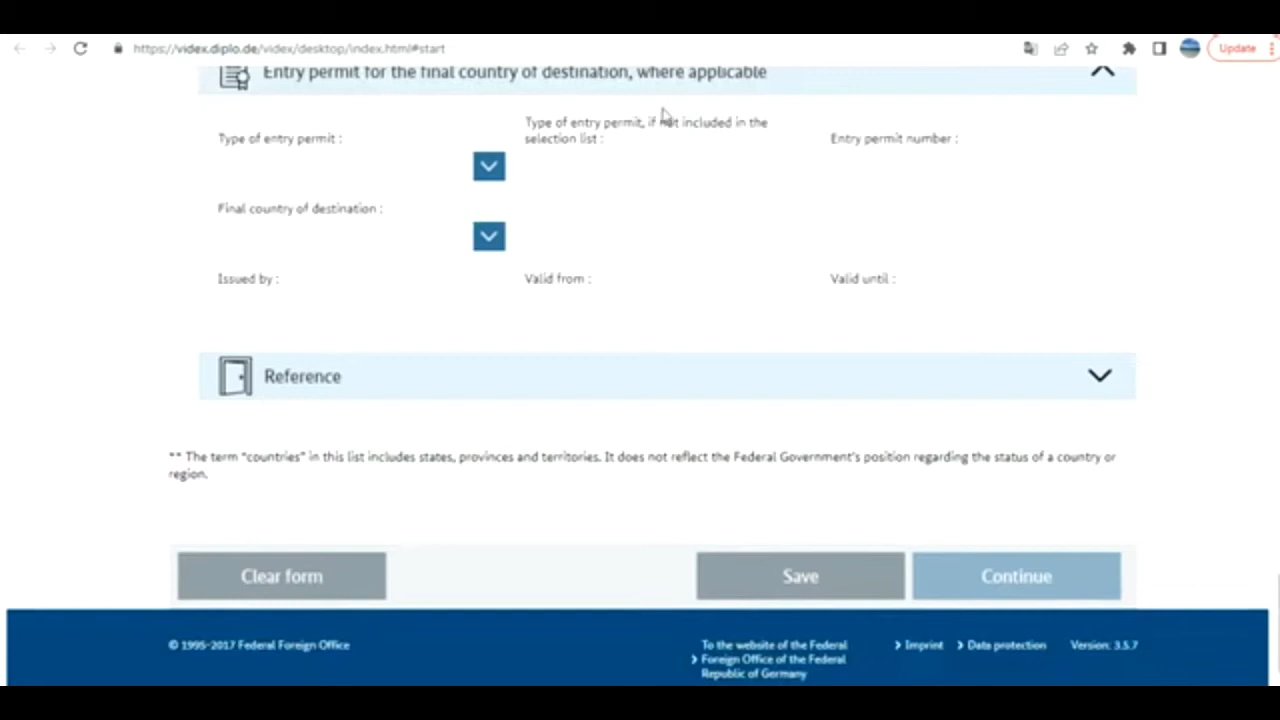 https://videx.diplo.de/videx/desktop/index.html#start
Update
Entry permit for the final country of destination, where applicable
Type of entry permit :
Type of entry permit, if not included in the
selection list :
Entry permit number :
Final country of destination :
Issued by :
Valid from :
Valid until :
Reference
** The term "countries" in this list includes states, provinces and territories. It does not reflect the Federal Government's position regarding the status of a country or
region.
Clear form
Save
Continue
© 1995-2017 Federal Foreign Office
To the website of the Federal
Foreign Office of the Federal
Republic of Germany
Imprint
Data protection
Version: 3.5.7